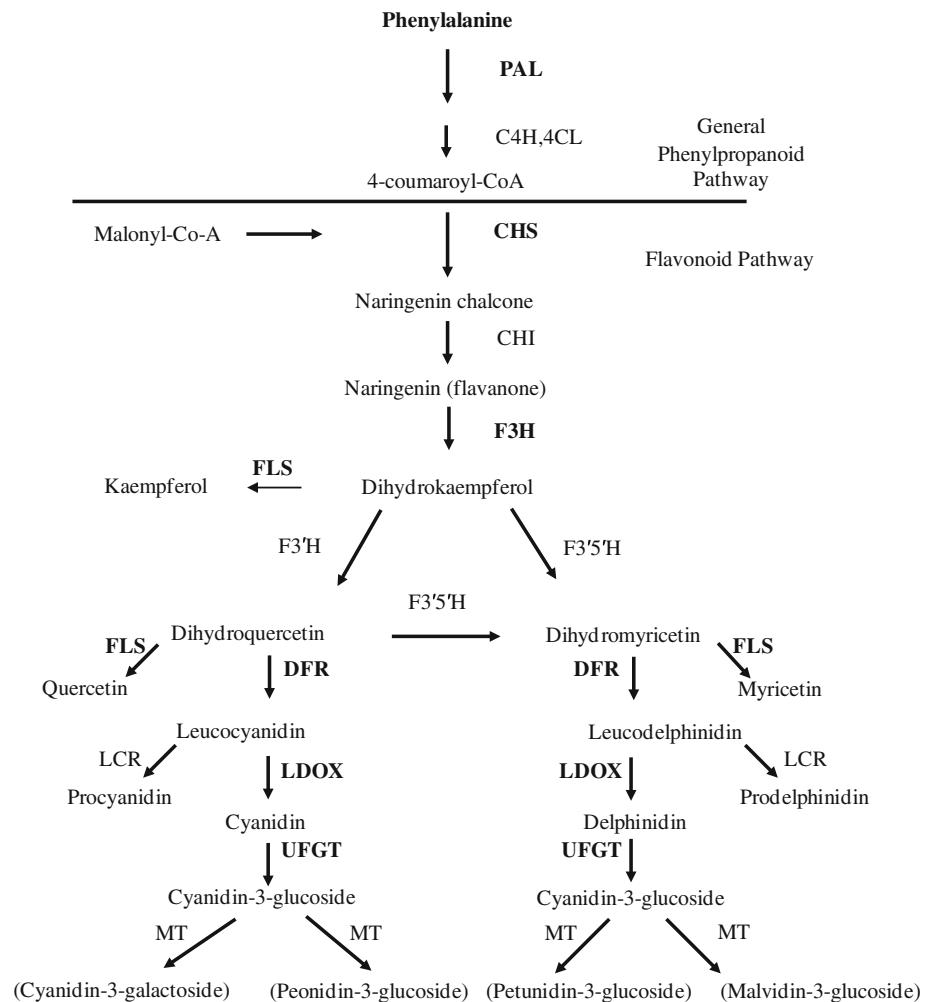 Phenylalanine
PAL
C4H,4CL
General
Phenylpropanoid
Pathway
4-coumaroyl-CoA
Malonyl-Co-A
CHS
Flavonoid Pathway
Naringenin chalcone
CHI
Naringenin (flavanone)
F3H
Kaempferol
FLS
Dihydrokaempferol
F3′H
F3′5′H
F3′5′H
Dihydroquercetin
Dihydromyricetin
FLS
DFR
DFR
FLS
Quercetin
Myricetin
Leucocyanidin
Leucodelphinidin
LCR
LDOX
LDOX
LCR
Procyanidin
Prodelphinidin
Cyanidin
Delphinidin
UFGT
UFGT
Cyanidin-3-glucoside
Cyanidin-3-glucoside
MT
MT
MT
MT
(Cyanidin-3-galactoside)
(Peonidin-3-glucoside)
(Petunidin-3-glucoside)
(Malvidin-3-glucoside)